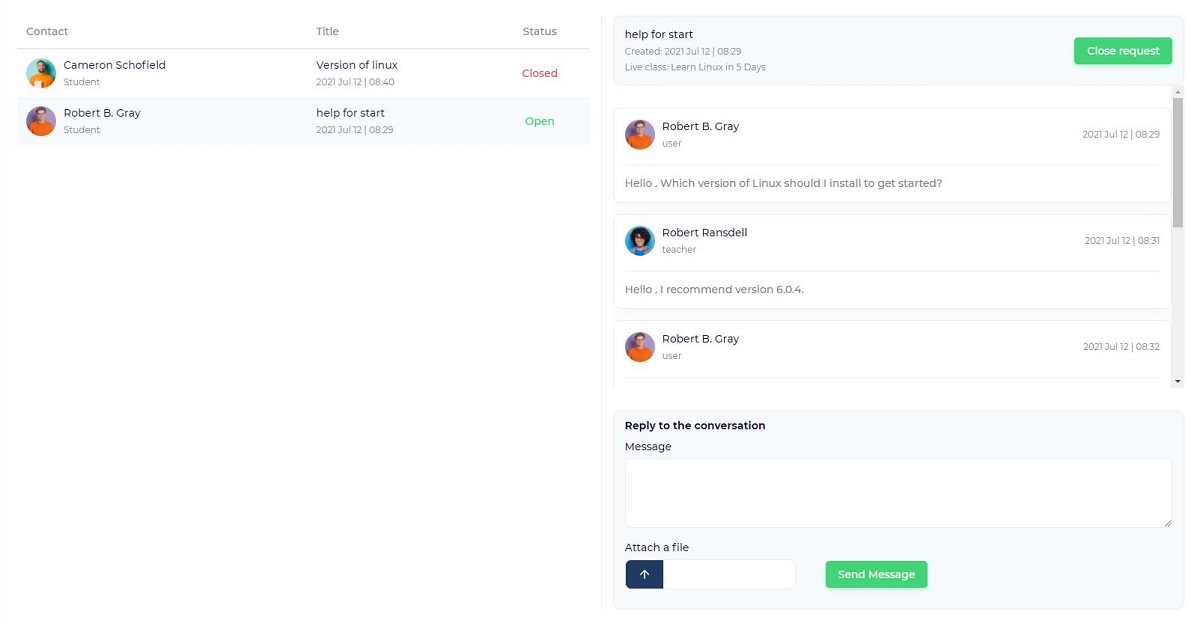 Contact Title Status
Cameron Schofield
Student
Version of linux
2021 Jul 12 | 08:40
Closed
Robert B. Gray
Student
help for start
2021 Jul 12 | 08:29
Open
help for start
Created: 2021 Jul 12 | 08:29
Live class: Learn Linux in 5 Days
Close request
Robert B. Gray
user
2021 Jul 12 | 08:29
Hello . Which version of Linux should I install to get started?
Robert Ransdell
teacher
2021 Jul 12 | 08:31
Hello . I recommend version 6.0.4.
Robert B. Gray
user
2021 Jul 12 | 08:32
Reply to the conversation
Message
Attach a file
Send Message